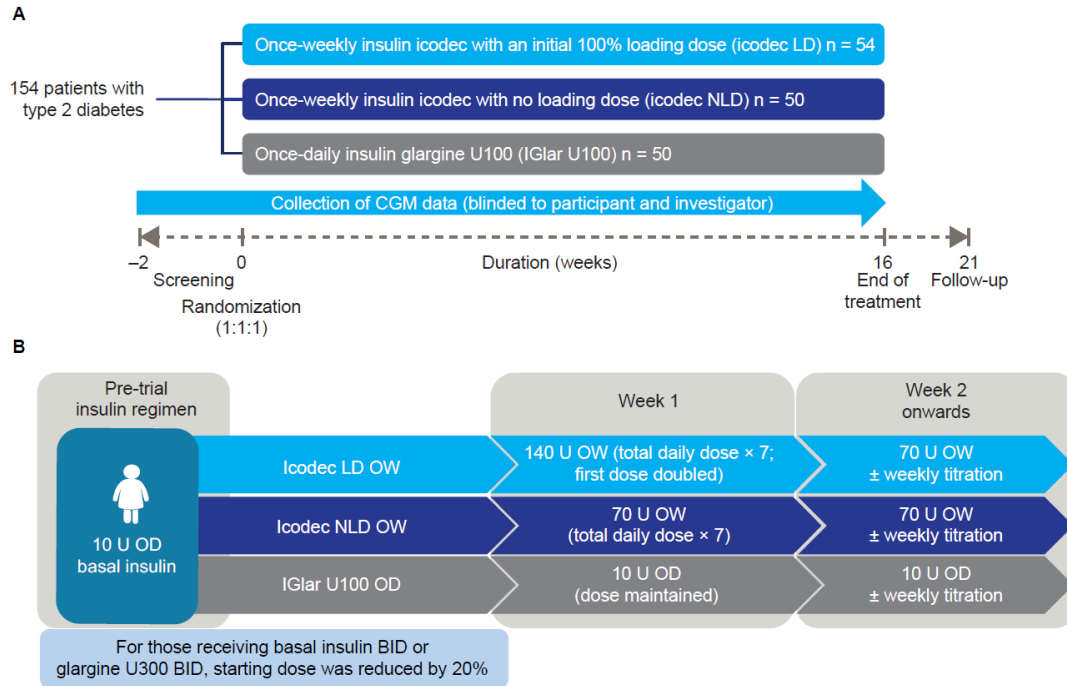 A
Once-weekly insulin icodec with an initial 100% loading dose (icodec LD) n = 54
154 patients with
type 2 diabetes
Once-weekly insulin icodec with no loading dose (icodec NLD) n = 50
Once-daily insulin glargine U100 (IGlar U100) n = 50
Collection of CGM data (blinded to participant and investigator)
–2
0
Duration (weeks)
16
21
Screening
End of
treatment
Follow-up
Randomization
(1:1:1)
B
Pre-trial
insulin regimen
Week 1
Week 2
onwards
10 U OD
basal insulin
Icodec LD OW
140 U OW (total daily dose × 7;
first dose doubled)
70 U OW
± weekly titration
Icodec NLD OW
70 U OW
(total daily dose × 7)
70 U OW
± weekly titration
IGlar U100 OD
10 U OD
(dose maintained)
10 U OD
± weekly titration
For those receiving basal insulin BID or
glargine U300 BID, starting dose was reduced by 20%